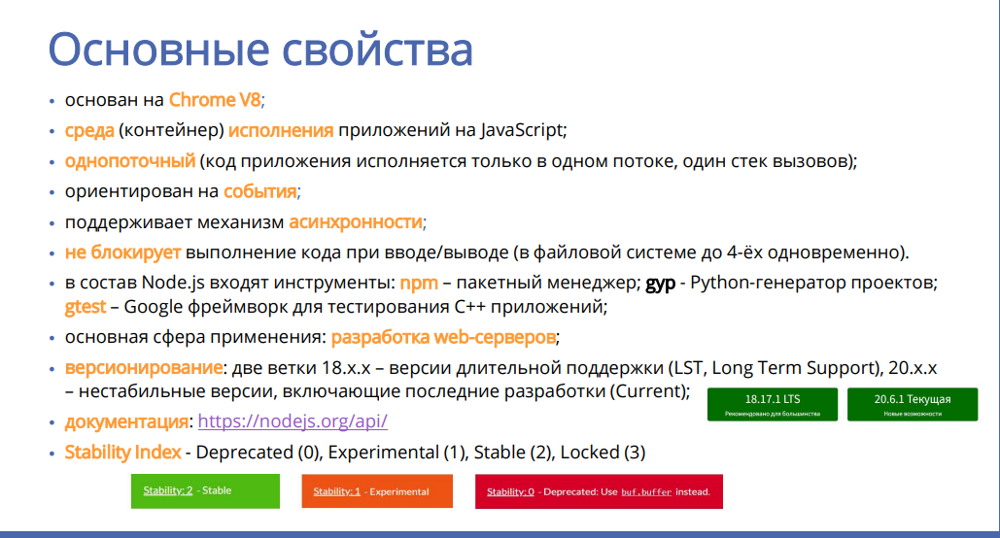 Основные свойства
• основан на Chrome V8;
• среда (контейнер) исполнения приложений на JavaScript;
• однопоточный (код приложения исполняется только в одном потоке, один стек вызовов);
• ориентирован на события;
• поддерживает механизм асинхронности;
• не блокирует выполнение кода при вводе/выводе (в файловой системе до 4-ёх одновременно).
• в состав Node.js входят инструменты: npm – пакетный менеджер; gyp - Python-генератор проектов;
gtest – Google фреймворк для тестирования C++ приложений;
• основная сфера применения: разработка web-серверов;
• версионирование: две ветки 18.x.x – версии длительной поддержки (LST, Long Term Support), 20.x.x
– нестабильные версии, включающие последние разработки (Current);
18.17.1 LTS
Рекомендовано для большинства
20.6.1 Текущая
Новые возможности
• документация: https://nodejs.org/api/
• Stability Index - Deprecated (0), Experimental (1), Stable (2), Locked (3)
Stability: 2 - Stable
Stability: 1 - Experimental
Stability: 0 - Deprecated: Use buf.buffer instead.